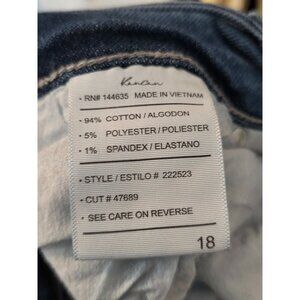 KanCan
• RN# 144635 MADE IN VIETNAM
• 94% COTTON / ALGODON
• 5% POLYESTER / POLIESTER
• 1% SPANDEX / ELASTANO
• STYLE / ESTILO # 222523
• CUT # 47689
• SEE CARE ON REVERSE
18